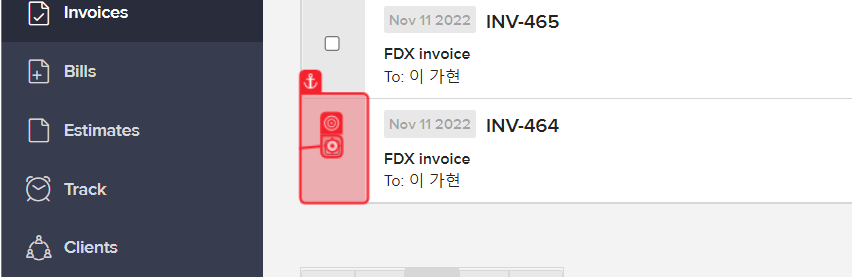 Invoices
Bills
Estimates
Track
Clients
Nov 11 2022 INV-465
FDX invoice
To: 이 가현
Nov 11 2022 INV-464
FDX invoice
To: 이 가현